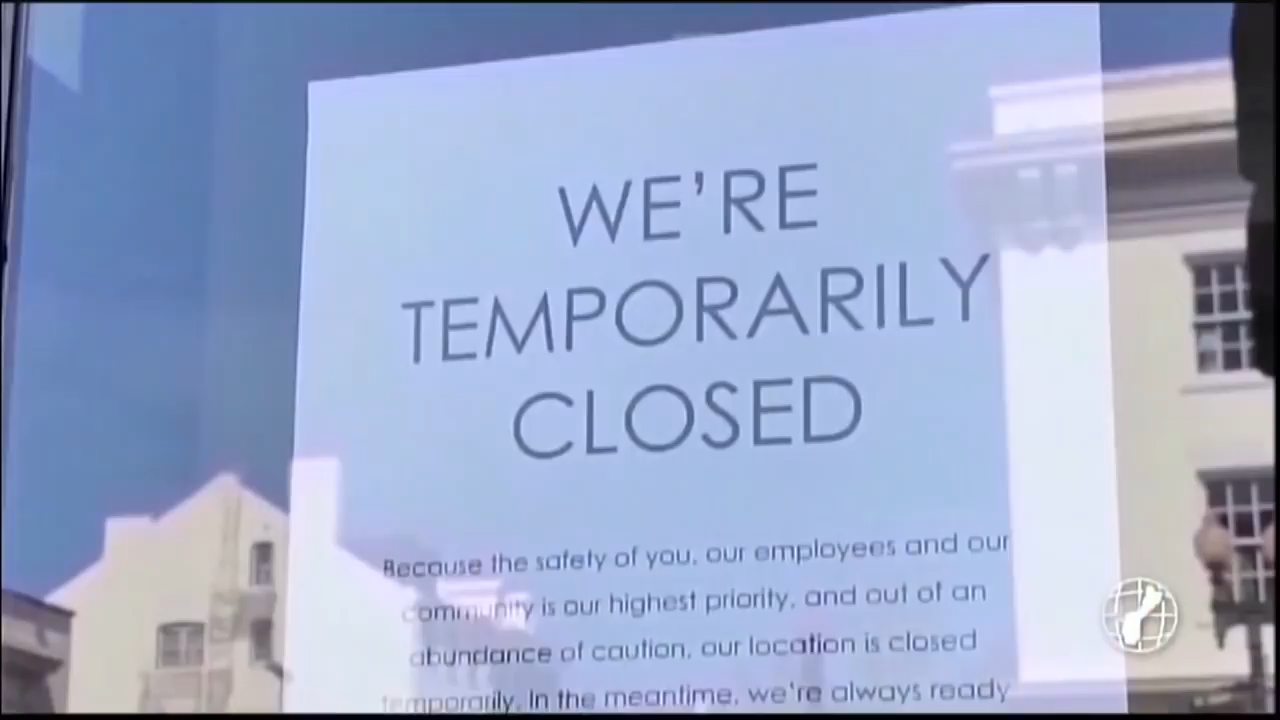 WE'RE
TEMPORARILY
CLOSED
Because the safety of you, our employees and our
community is our highest priority, and out of an
abundance of caution, our location is closed
temporarily. In the meantime, we're always ready